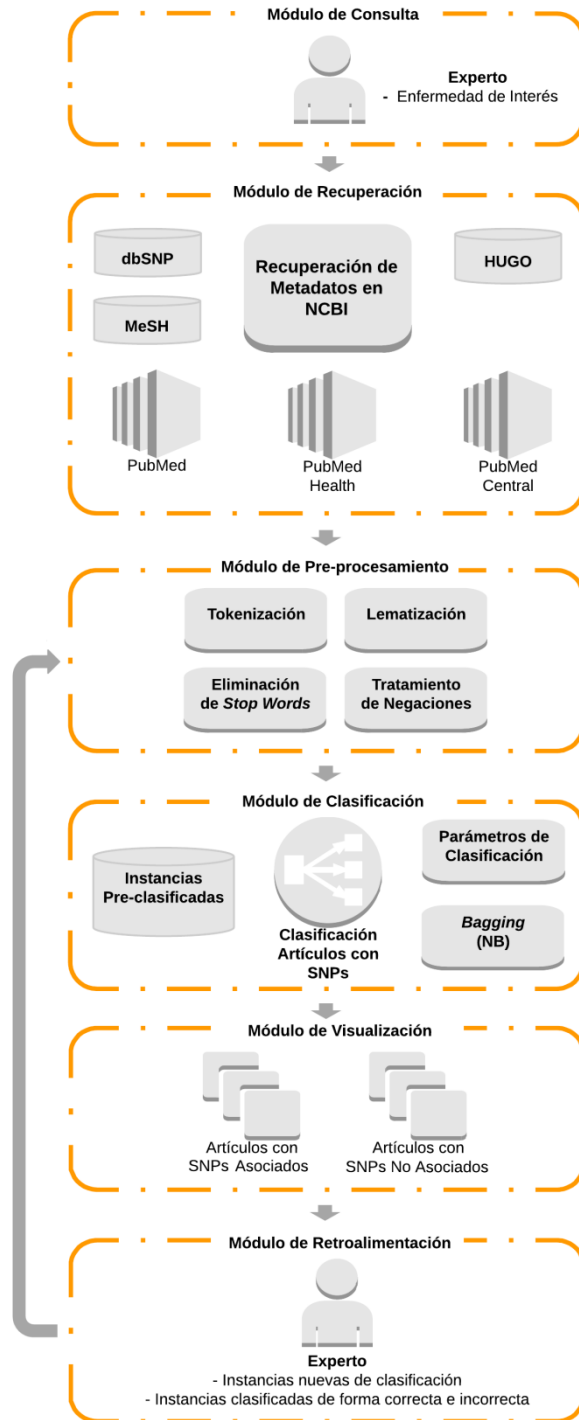 Módulo de Consulta
Experto
- Enfermedad de Interés
Módulo de Recuperación
dbSNP
MeSH
Recuperación de
Metadatos en
NCBI
HUGO
PubMed
PubMed
Health
PubMed
Central
Módulo de Pre-procesamiento
Tokenización
Lematización
Eliminación
de Stop Words
Tratamiento
de Negaciones
Módulo de Clasificación
Instancias
Pre-clasificadas
Clasificación
Artículos con
SNPs
Parámetros de
Clasificación
Bagging
(NB)
Módulo de Visualización
Artículos con
SNPs Asociados
Artículos con
SNPs No Asociados
Módulo de Retroalimentación
Experto
- Instancias nuevas de clasificación
- Instancias clasificadas de forma correcta e incorrecta